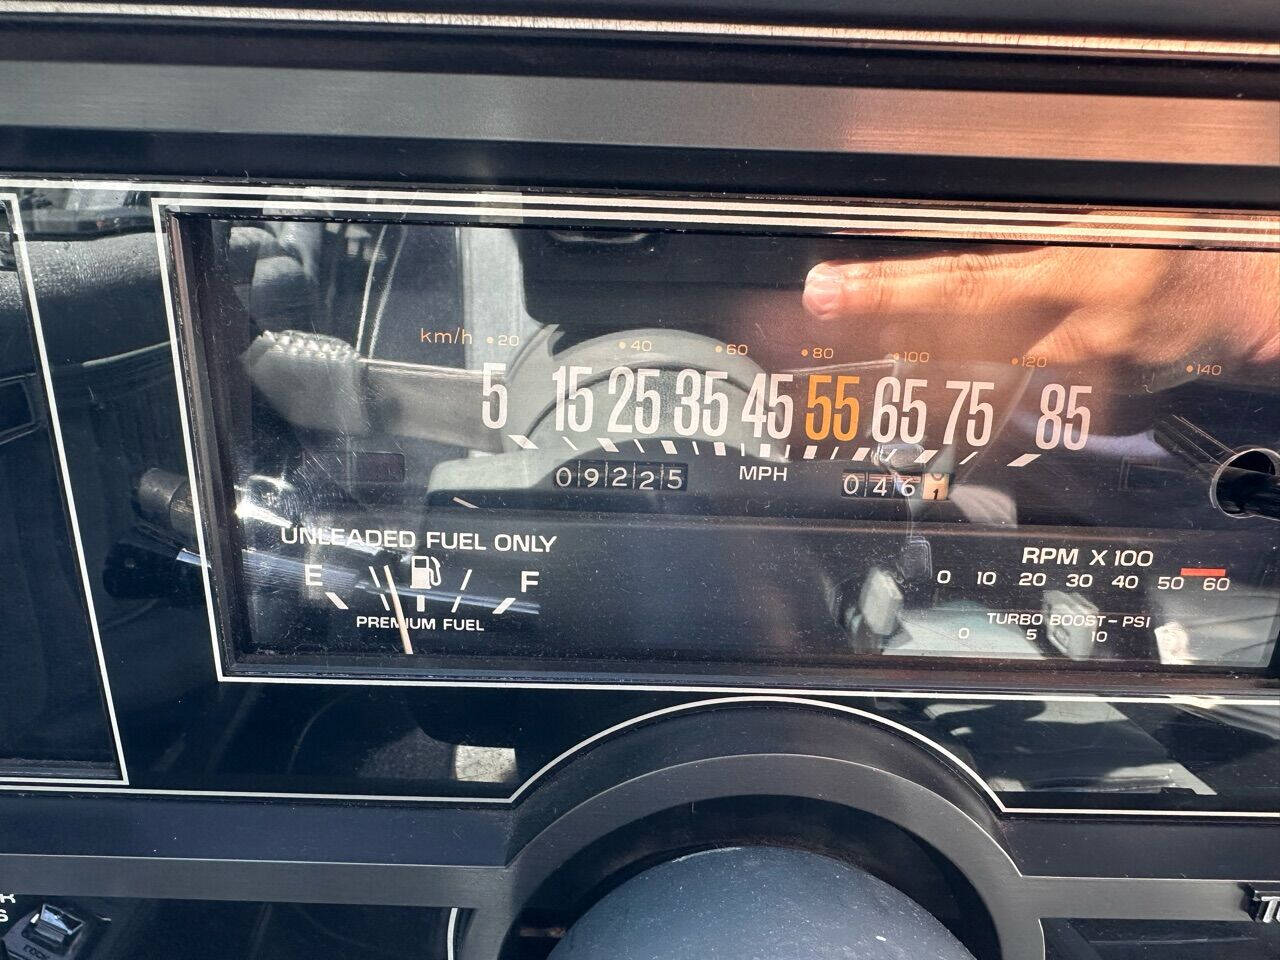 km/h 20 40 60 80 100 120 140
5 15 25 35 45 55 65 75 85
09225 MPH 046
UNLEADED FUEL ONLY
E F
PREMIUM FUEL
RPM X 100
0 10 20 30 40 50 60
TURBO BOOST-PSI
0 5 10